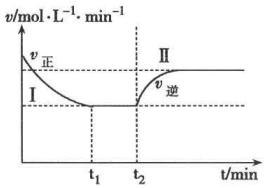 v/mol·L⁻¹·min⁻¹
v正
Ⅱ
v逆
Ⅰ
t₁
t₂
t/min